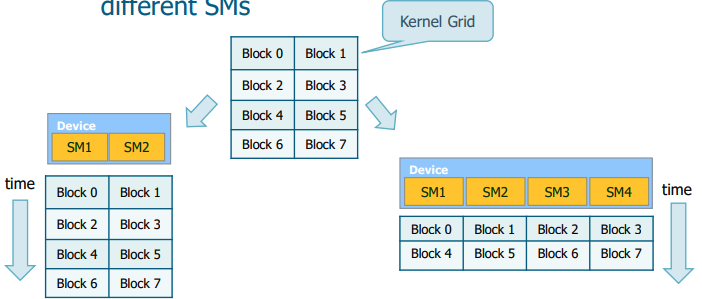 different SMs
Kernel Grid
Block 0 Block 1
Block 2 Block 3
Block 4 Block 5
Block 6 Block 7
Device
SM1 SM2
time
Block 0 Block 1
Block 2 Block 3
Block 4 Block 5
Block 6 Block 7
Device
SM1 SM2 SM3 SM4
time
Block 0 Block 1 Block 2 Block 3
Block 4 Block 5 Block 6 Block 7